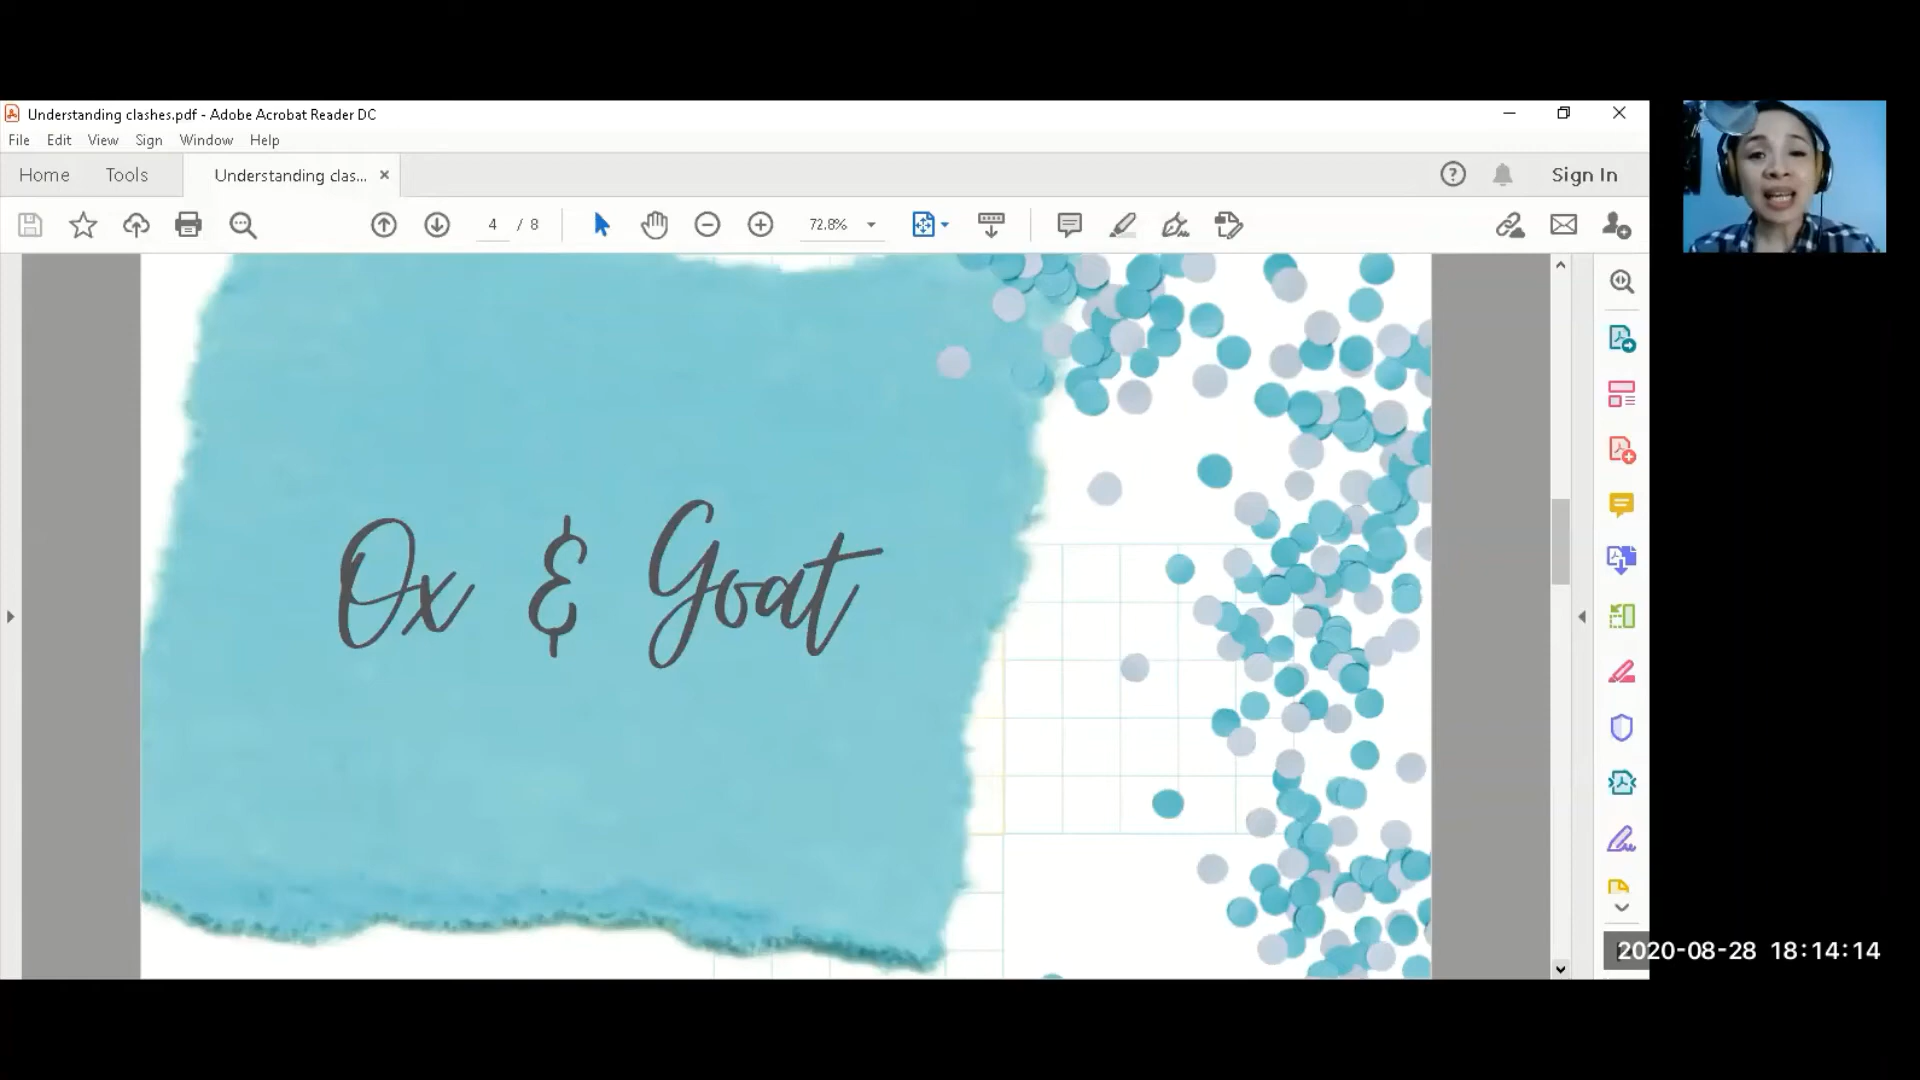 Understanding clashes.pdf - Adobe Acrobat Reader DC
File Edit View Sign Window Help
Home Tools Understanding clas... Sign In
4 / 8 72.8%
Ox & Goat
2020-08-28 18:14:14